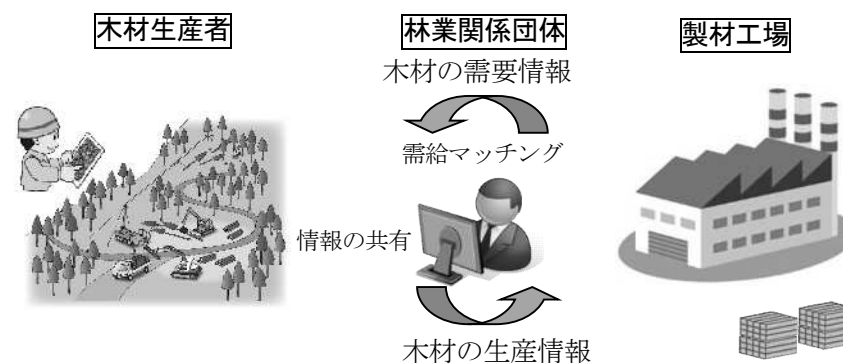 木材生産者
林業関係団体
製材工場
木材の需要情報
需給マッチング
情報の共有
木材の生産情報